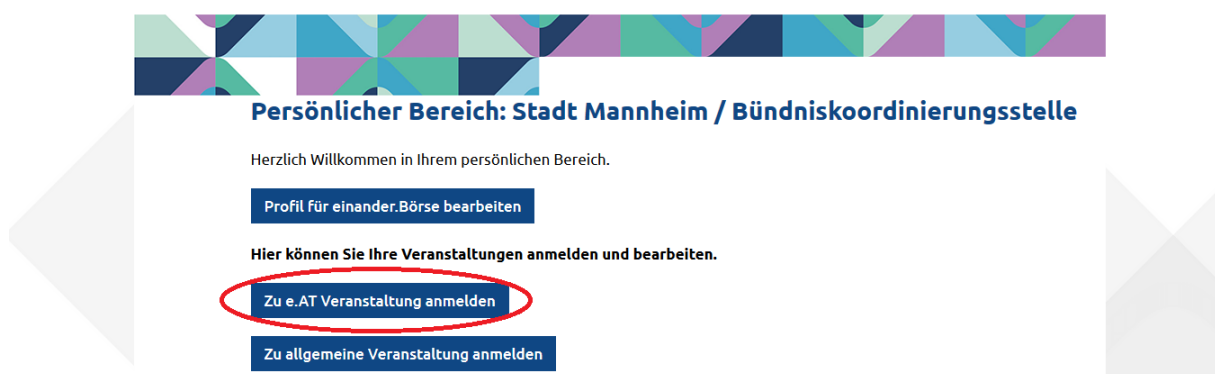 Persönlicher Bereich: Stadt Mannheim / Bündniskoordinierungsstelle
Herzlich Willkommen in Ihrem persönlichen Bereich.
Profil für einander.Börse bearbeiten
Hier können Sie Ihre Veranstaltungen anmelden und bearbeiten.
Zu e.AT Veranstaltung anmelden
Zu allgemeine Veranstaltung anmelden